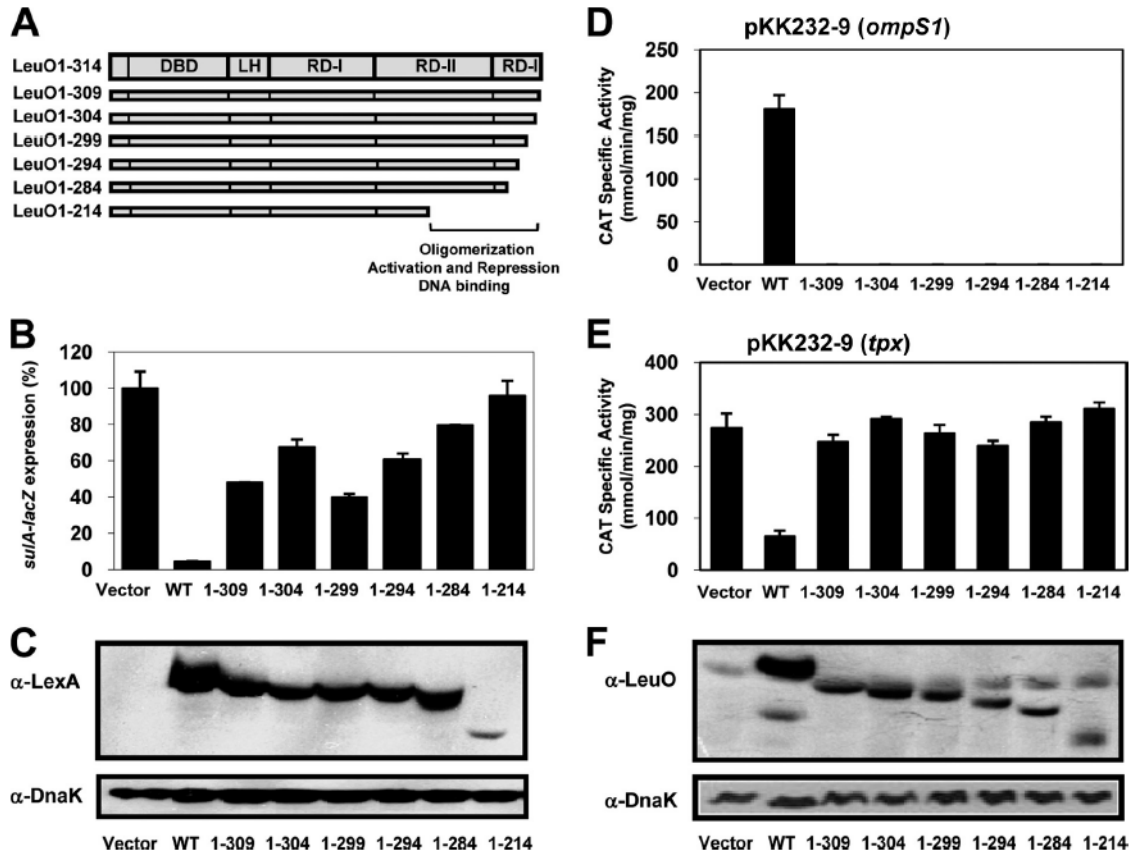 A
LeuO1-314 DBD LH RD-I RD-II RD-I
LeuO1-309
LeuO1-304
LeuO1-299
LeuO1-294
LeuO1-284
LeuO1-214
Oligomerization
Activation and Repression
DNA binding
B
sulA-lacZ expression (%)
120
100
80
60
40
20
0
Vector WT 1-309 1-304 1-299 1-294 1-284 1-214
C
α-LexA
α-DnaK
Vector WT 1-309 1-304 1-299 1-294 1-284 1-214
D
pKK232-9 (ompS1)
CAT Specific Activity
(mmol/min/mg)
250
200
150
100
50
0
Vector WT 1-309 1-304 1-299 1-294 1-284 1-214
E
pKK232-9 (tpx)
CAT Specific Activity
(mmol/min/mg)
400
300
200
100
0
Vector WT 1-309 1-304 1-299 1-294 1-284 1-214
F
α-LeuO
α-DnaK
Vector WT 1-309 1-304 1-299 1-294 1-284 1-214